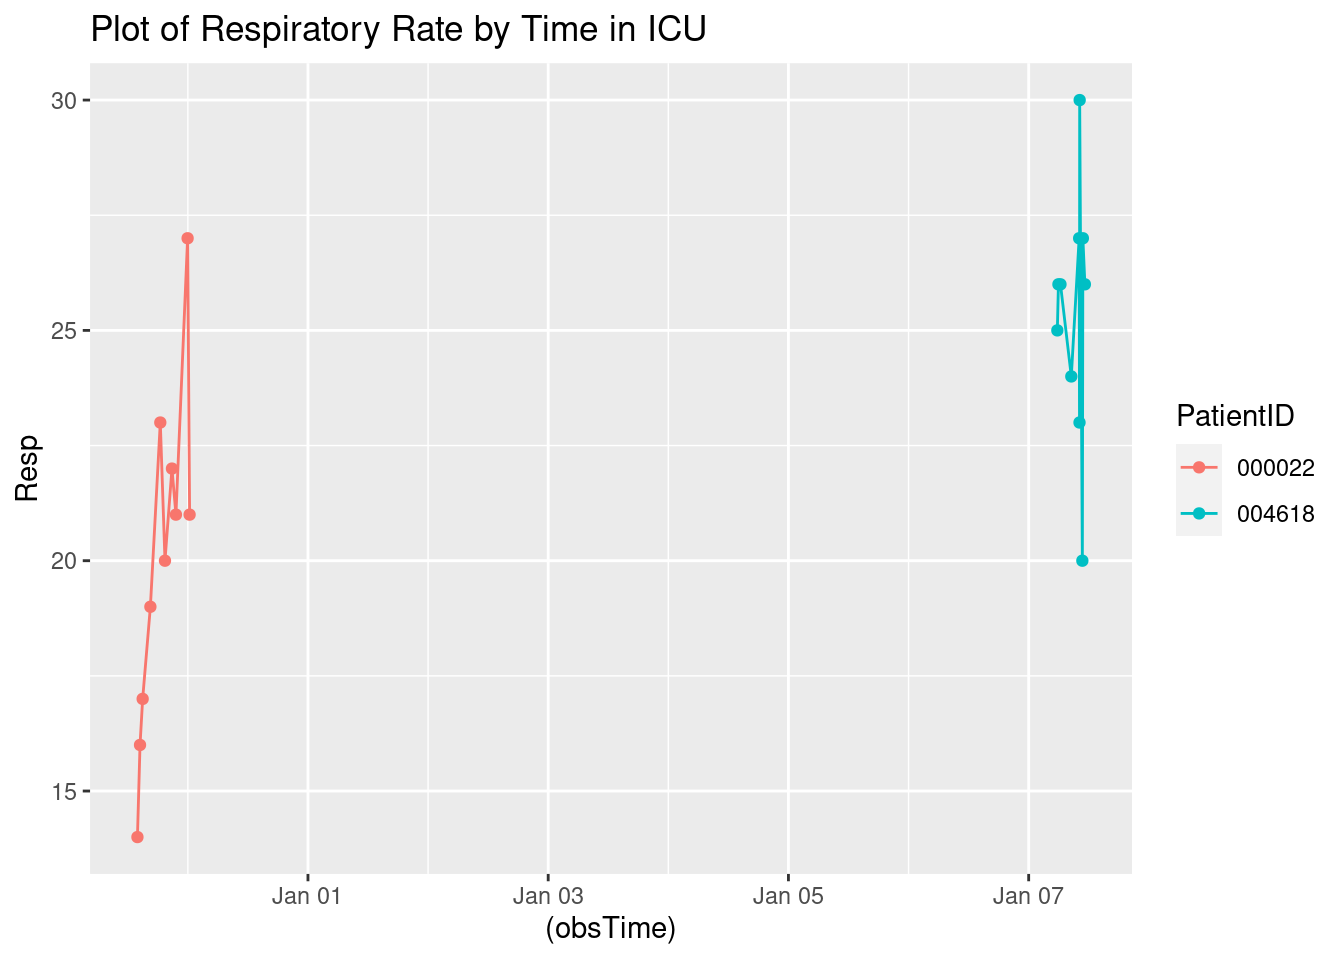 Plot of Respiratory Rate by Time in ICU
30
25
20
15
Resp
Jan 01
Jan 03
Jan 05
Jan 07
(obsTime)
PatientID
000022
004618